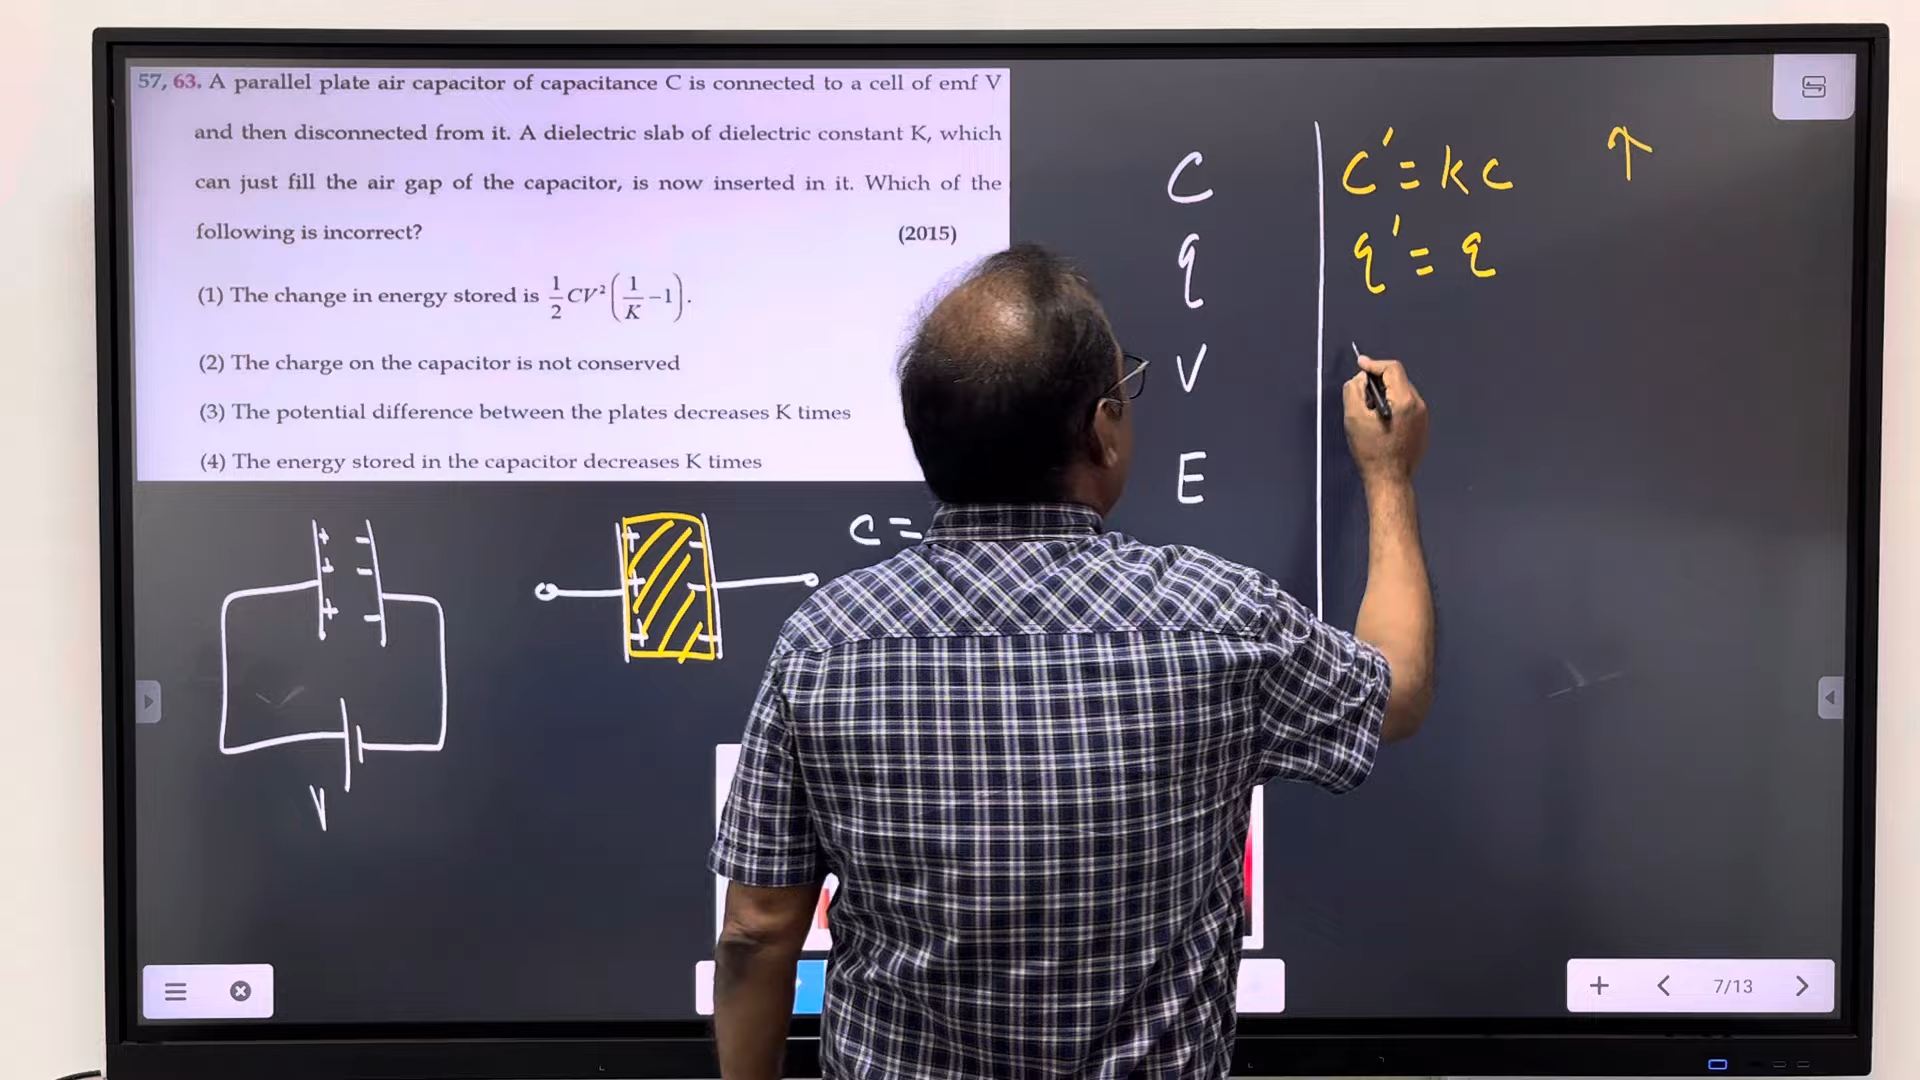 57, 63. A parallel plate air capacitor of capacitance C is connected to a cell of emf V
and then disconnected from it. A dielectric slab of dielectric constant K, which
can just fill the air gap of the capacitor, is now inserted in it. Which of the
following is incorrect? (2015)
(1) The change in energy stored is \frac{1}{2}CV²(\frac{1}{K}−1).
(2) The charge on the capacitor is not conserved
(3) The potential difference between the plates decreases K times
(4) The energy stored in the capacitor decreases K times
C C' = KC ↑
q q' = q
V
E
+ −
+ −
+ −
V
+ −
+ −
+ −
C =
7/13